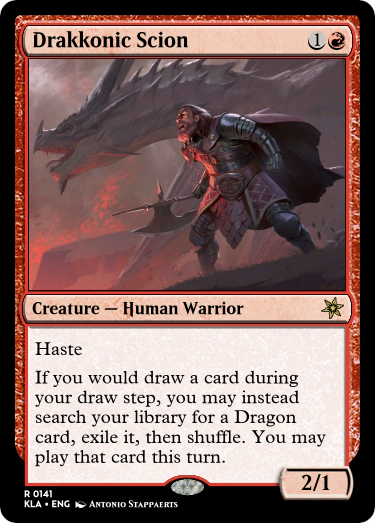 Drakkonic Scion
1
Creature — Human Warrior
Haste
If you would draw a card during
your draw step, you may instead
search your library for a Dragon
card, exile it, then shuffle. You may
play that card this turn.
2/1
R 0141
KLA • ENG Antonio Stappaerts